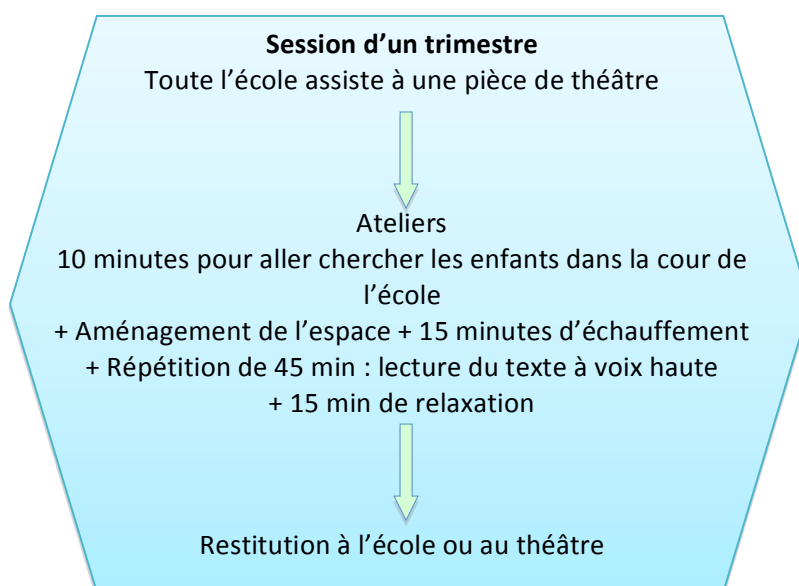 Session d’un trimestre
Toute l’école assiste à une pièce de théâtre
Ateliers
10 minutes pour aller chercher les enfants dans la cour de
l’école
+ Aménagement de l’espace + 15 minutes d’échauffement
+ Répétition de 45 min : lecture du texte à voix haute
+ 15 min de relaxation
Restitution à l’école ou au théâtre